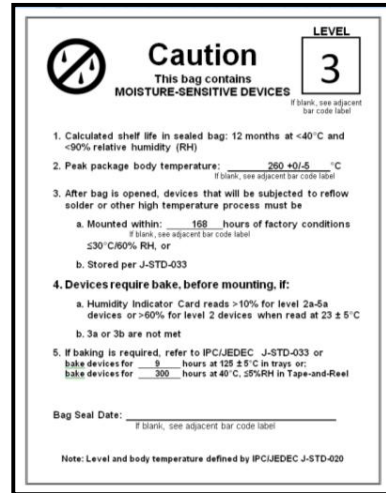 LEVEL
3
Caution
This bag contains
MOISTURE-SENSITIVE DEVICES
If blank, see adjacent
bar code label
1. Calculated shelf life in sealed bag: 12 months at <40°C and
<90% relative humidity (RH)
2. Peak package body temperature: 260 +0/-5 °C
If blank, see adjacent bar code label
3. After bag is opened, devices that will be subjected to reflow
solder or other high temperature process must be
a. Mounted within: 168 hours of factory conditions
If blank, see adjacent bar code label
≤30°C/60% RH, or
b. Stored per J-STD-033
4. Devices require bake, before mounting, if:
a. Humidity Indicator Card reads >10% for level 2a-5a
devices or >60% for level 2 devices when read at 23 ± 5°C
b. 3a or 3b are not met
5. If baking is required, refer to IPC/JEDEC J-STD-033 or
bake devices for 9 hours at 125 ±5°C in trays or;
bake devices for 300 hours at 40°C, ≤5%RH in Tape-and-Reel
Bag Seal Date:
If blank, see adjacent bar code label
Note: Level and body temperature defined by IPC/JEDEC J-STD-020